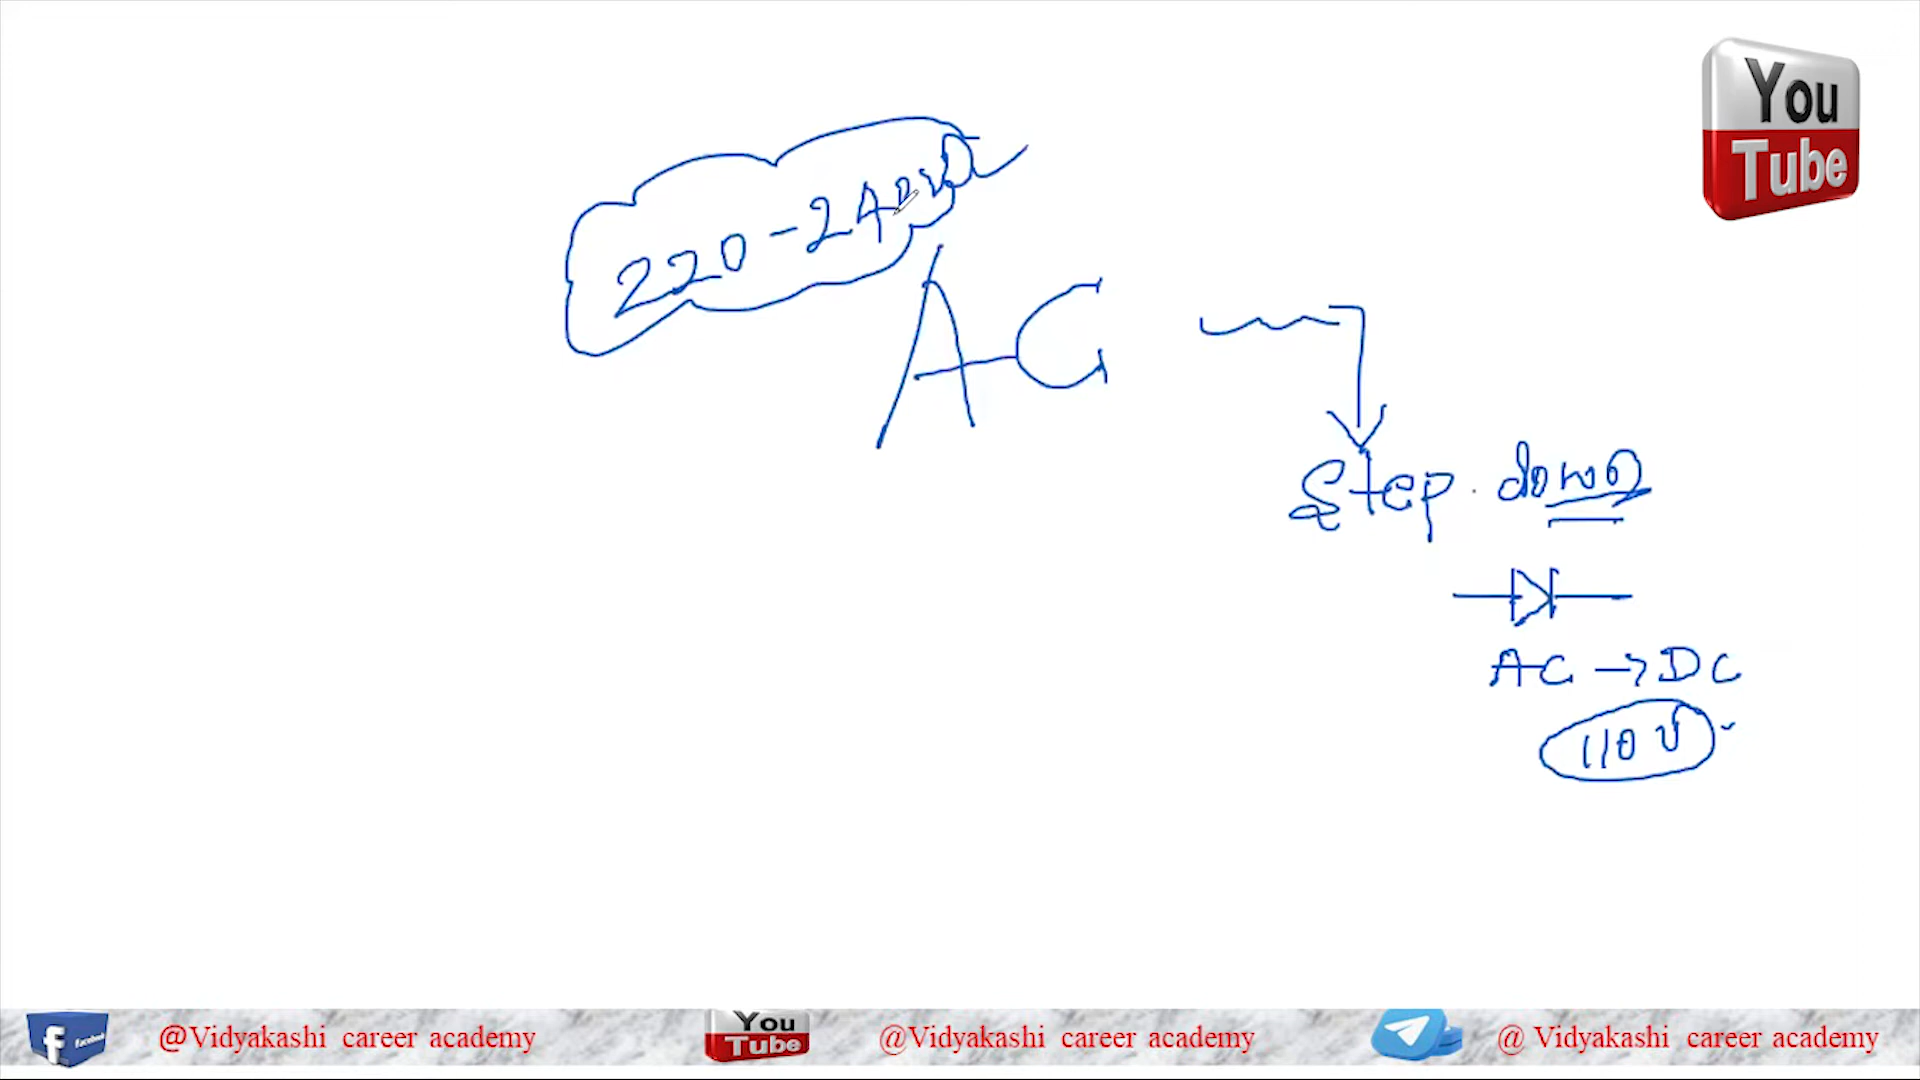 You
Tube
220-240v
AC
Step down
AC → DC
110 v
f facebook @Vidyakashi career academy You Tube @Vidyakashi career academy @ Vidyakashi career academy